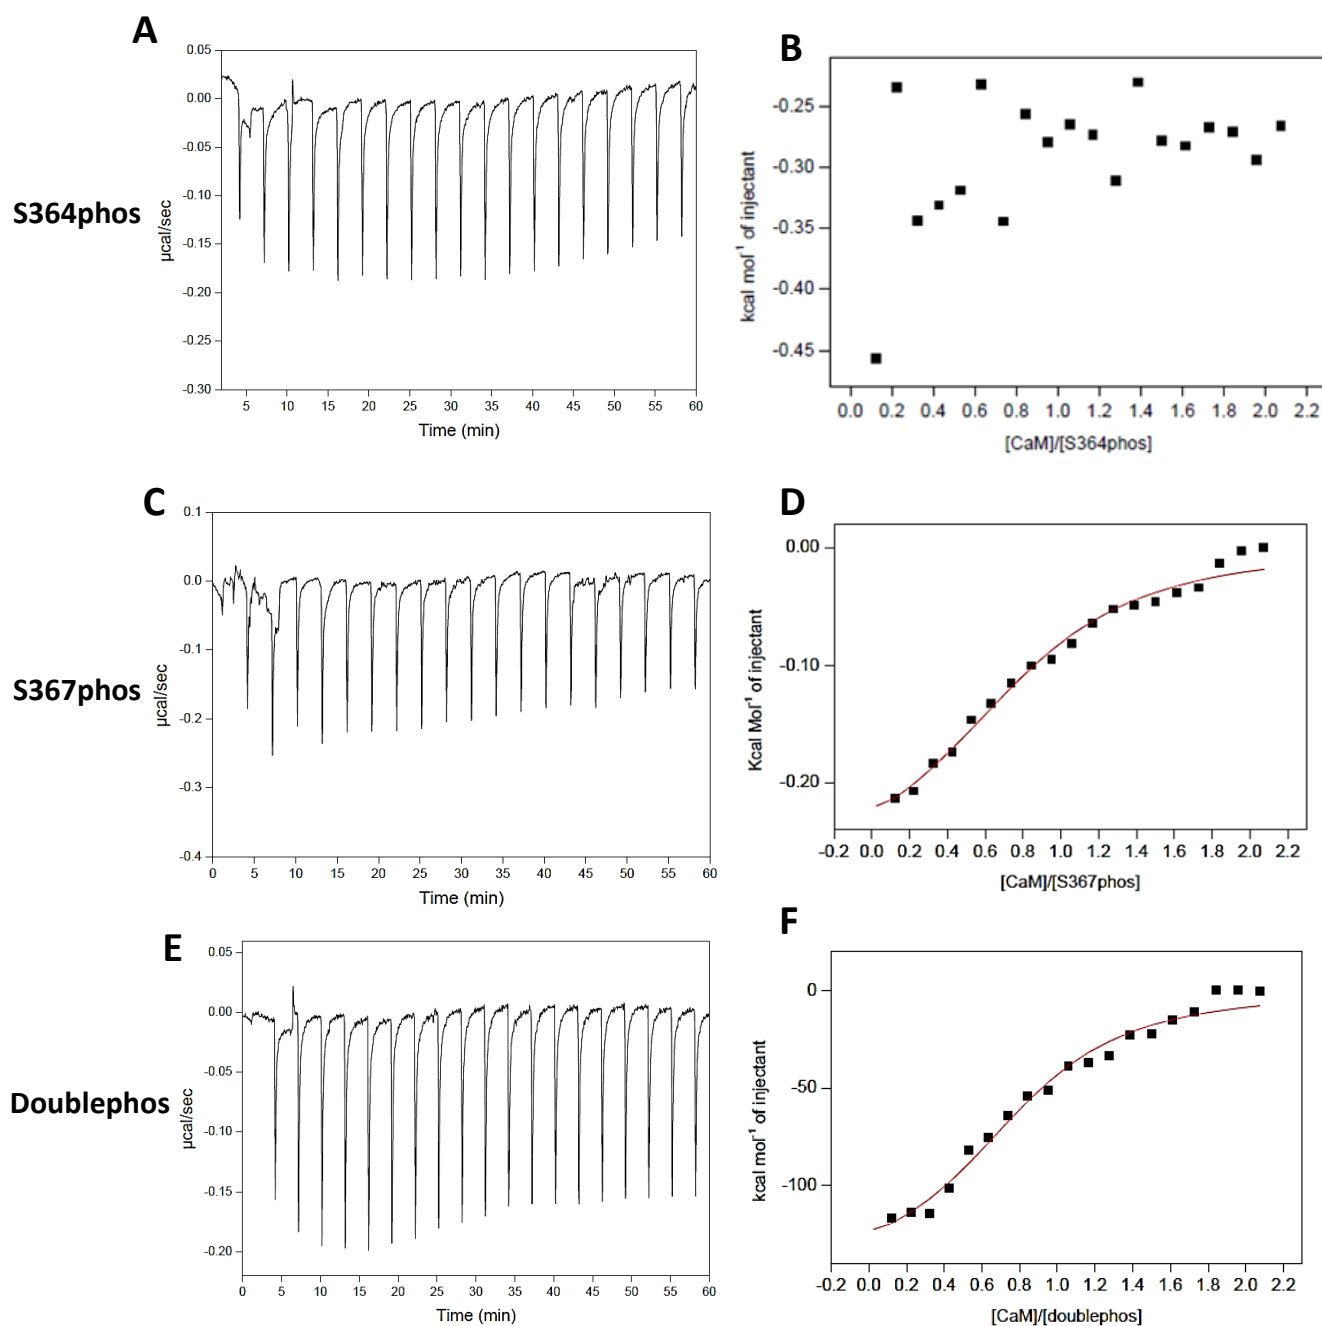 A
0.05
0.00
-0.05
-0.10
-0.15
-0.20
-0.25
-0.30
µcal/sec
5 10 15 20 25 30 35 40 45 50 55 60
Time (min)
S364phos
B
-0.25
-0.30
-0.35
-0.40
-0.45
kcal mol⁻¹ of injectant
0.0 0.2 0.4 0.6 0.8 1.0 1.2 1.4 1.6 1.8 2.0 2.2
[CaM]/[S364phos]
C
0.1
0.0
-0.1
-0.2
-0.3
-0.4
µcal/sec
0 5 10 15 20 25 30 35 40 45 50 55 60
Time (min)
S367phos
D
0.00
-0.10
-0.20
Kcal Mol⁻¹ of injectant
-0.2 0.0 0.2 0.4 0.6 0.8 1.0 1.2 1.4 1.6 1.8 2.0 2.2
[CaM]/[S367phos]
E
0.05
0.00
-0.05
-0.10
-0.15
-0.20
µcal/sec
0 5 10 15 20 25 30 35 40 45 50 55 60
Time (min)
Doublephos
F
0
-50
-100
kcal mol⁻¹ of injectant
-0.2 0.0 0.2 0.4 0.6 0.8 1.0 1.2 1.4 1.6 1.8 2.0 2.2
[CaM]/[doublephos]